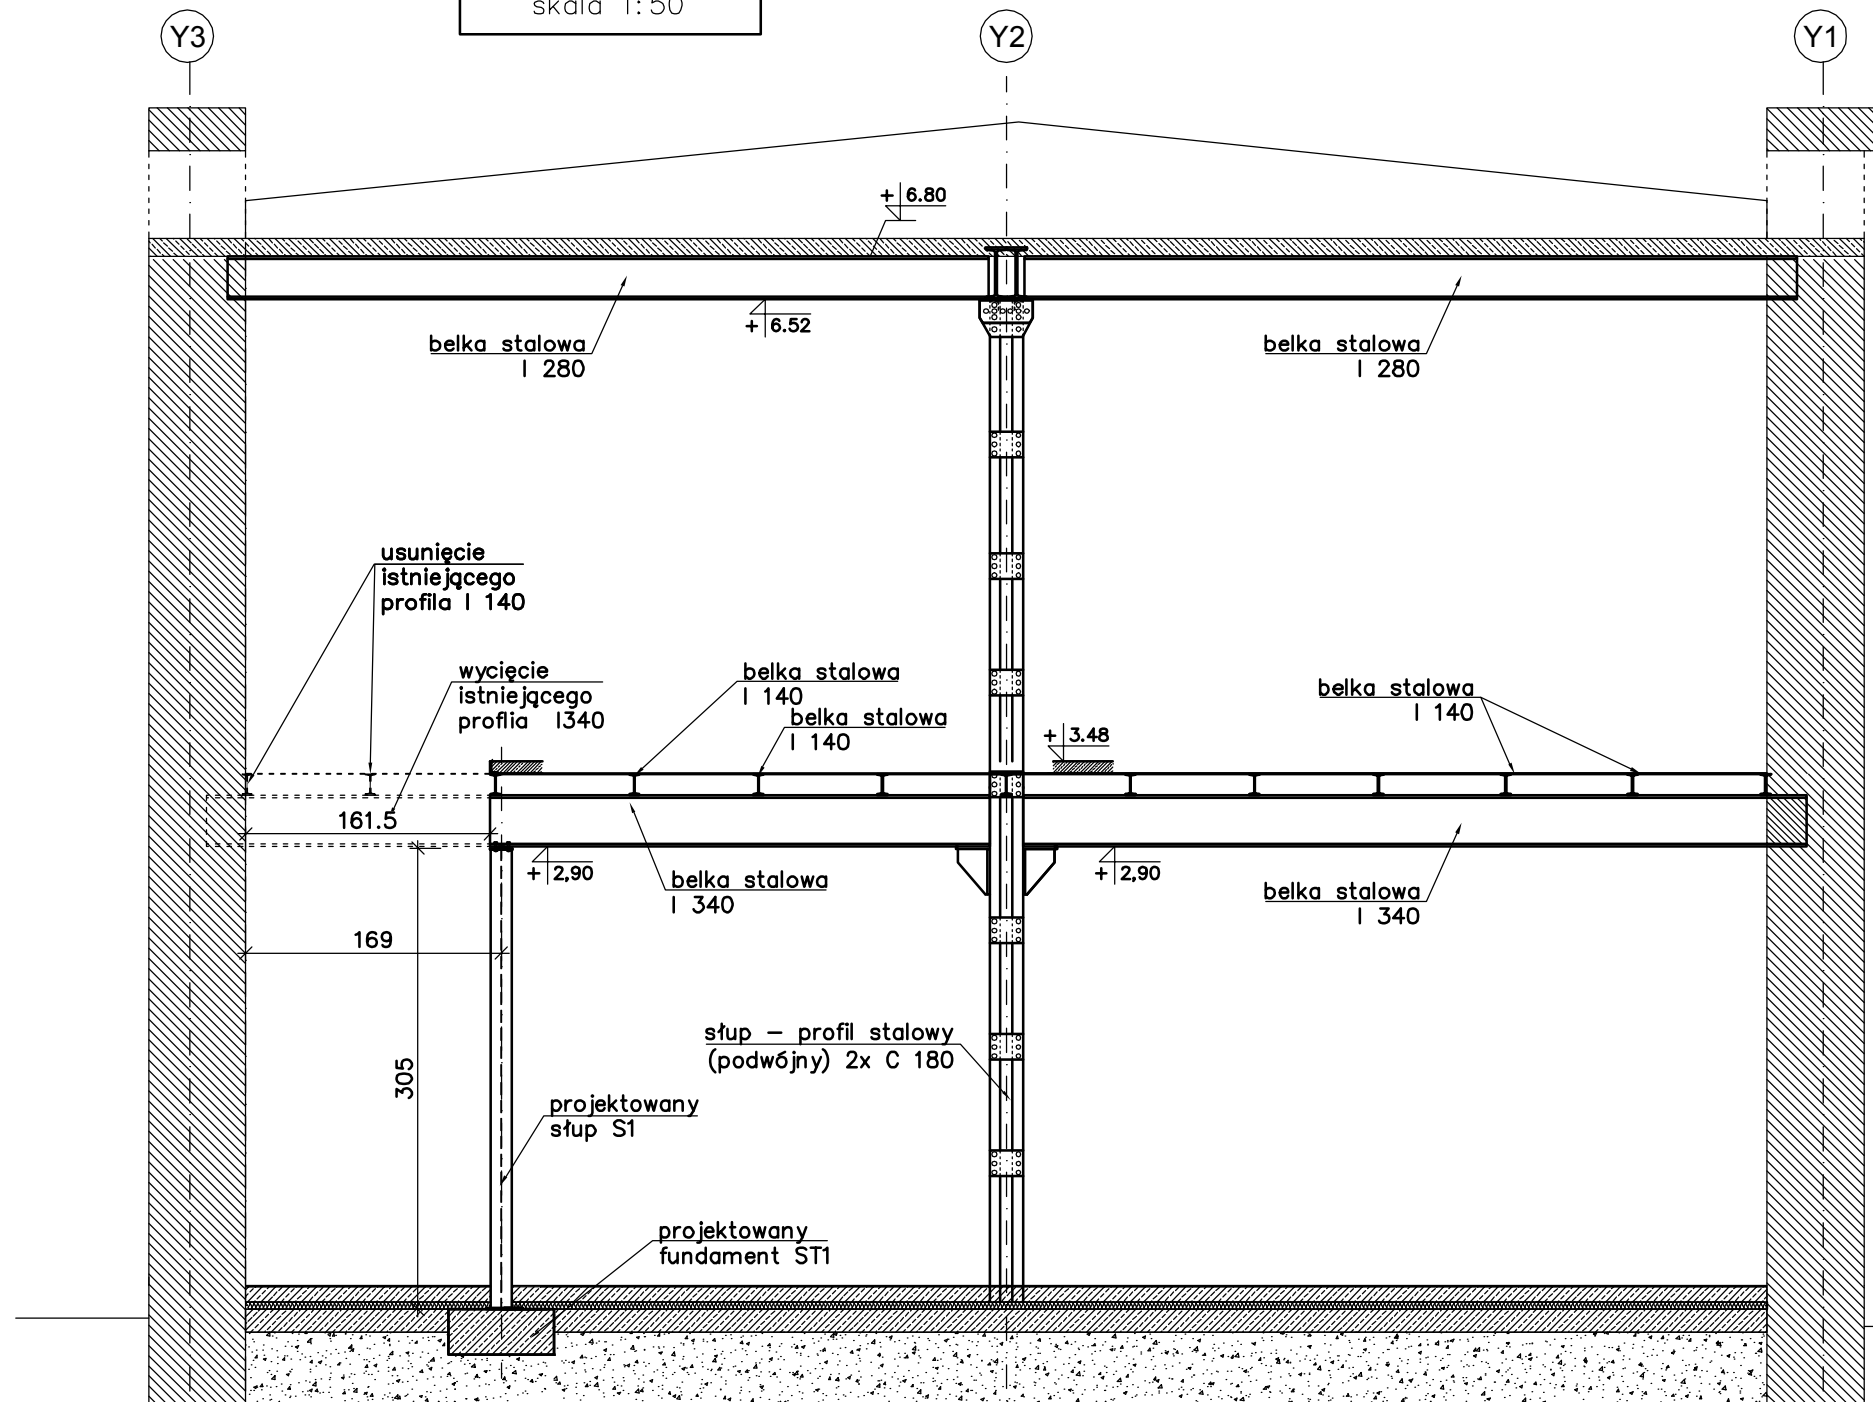 skala 1:50
Y3
Y2
Y1
+ 6.80
+ 6.52
belka stalowa
I 280
belka stalowa
I 280
usunięcie
istniejącego
profila I 140
wycięcie
istniejącego
proflia I340
belka stalowa
I 140
belka stalowa
I 140
+ 3.48
belka stalowa
I 140
161.5
+ 2,90
+ 2,90
belka stalowa
I 340
belka stalowa
I 340
169
305
słup – profil stalowy
(podwójny) 2x C 180
projektowany
słup S1
projektowany
fundament ST1